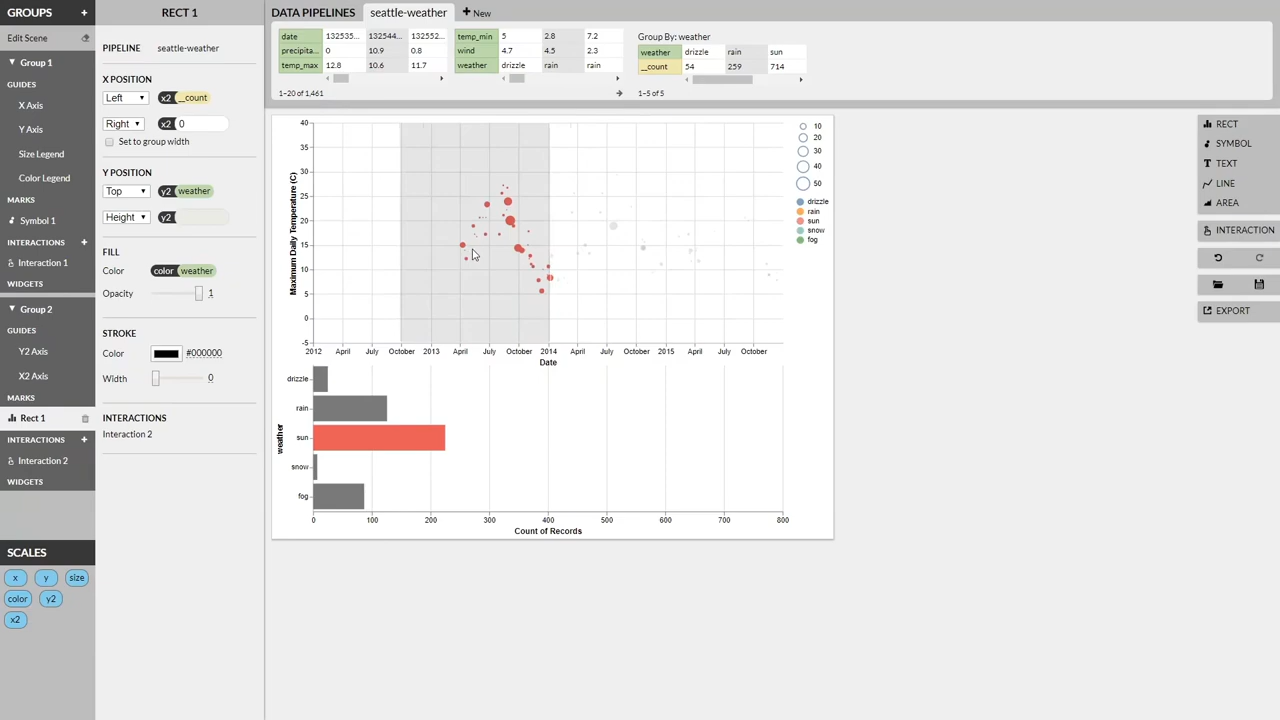 GROUPS +
Edit Scene
▼ Group 1
GUIDES
X Axis
Y Axis
Size Legend
Color Legend
MARKS
Symbol 1
INTERACTIONS +
Interaction 1
WIDGETS
▼ Group 2
GUIDES
Y2 Axis
X2 Axis
MARKS
Rect 1
INTERACTIONS +
Interaction 2
WIDGETS
SCALES
x y size
color y2
x2
RECT 1
PIPELINE seattle-weather
X POSITION
Left x2 __count
Right x2 0
Set to group width
Y POSITION
Top y2 weather
Height y2
FILL
Color color weather
Opacity 1
STROKE
Color #000000
Width 0
INTERACTIONS
Interaction 2
DATA PIPELINES seattle-weather + New
date 132535... 132544... 132552...
precipita... 0 10.9 0.8
temp_max 12.8 10.6 11.7
1–20 of 1,461
temp_min 5 2.8 7.2
wind 4.7 4.5 2.3
weather drizzle rain rain
Group By: weather
weather drizzle rain sun
__count 54 259 714
1–5 of 5
Maximum Daily Temperature (C)
40
35
30
25
20
15
10
5
0
-5
2012 April July October 2013 April July October 2014 April July October 2015 April July October
Date
10
20
30
40
50
drizzle
rain
sun
snow
fog
weather
drizzle
rain
sun
snow
fog
0 100 200 300 400 500 600 700 800
Count of Records
RECT
SYMBOL
TEXT
LINE
AREA
INTERACTION
EXPORT